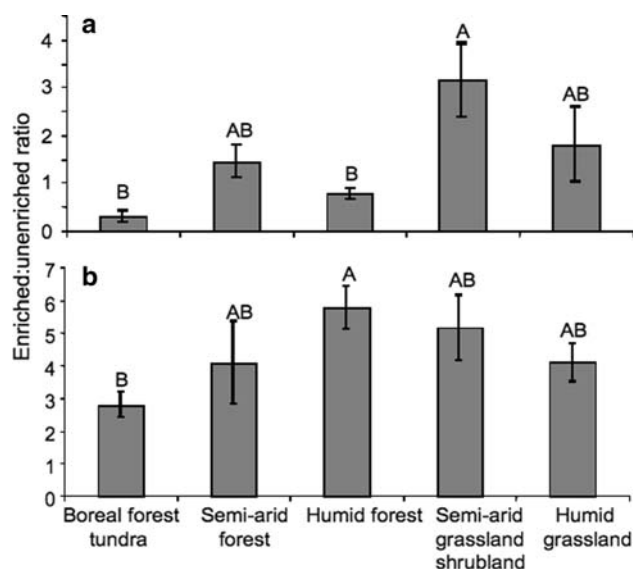 a
4
3
2
1
0
B
AB
B
A
AB
Enriched:unenriched ratio
b
7
6
5
4
3
2
1
0
B
AB
A
AB
AB
Boreal forest
tundra
Semi-arid
forest
Humid forest
Semi-arid
grassland
shrubland
Humid
grassland